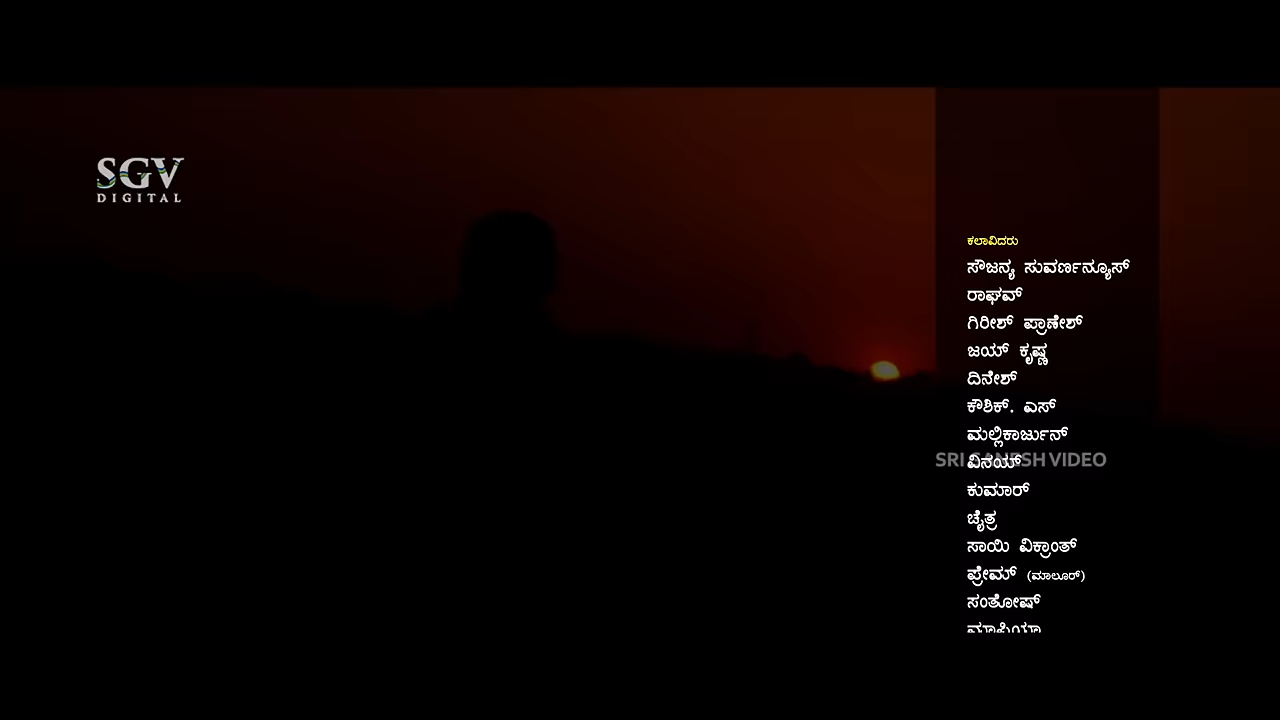 SGV
DIGITAL
ಕಲಾವಿದರು
ಸೌಜನ್ಯ ಸುವರ್ಣನ್ಯೂಸ್
ರಾಘವ್
ಗಿರೀಶ್ ಪ್ರಾಣೇಶ್
ಜಯ್ ಕೃಷ್ಣ
ದಿನೇಶ್
ಕೌಶಿಕ್. ಎಸ್
ಮಲ್ಲಿಕಾರ್ಜುನ್
ವಿನಯ್
SRI GANESH VIDEO
ಕುಮಾರ್
ಚೈತ್ರ
ಸಾಯಿ ವಿಕ್ರಾಂತ್
ಪ್ರೇಮ್ (ಮಾಲೂರ್)
ಸಂತೋಷ್